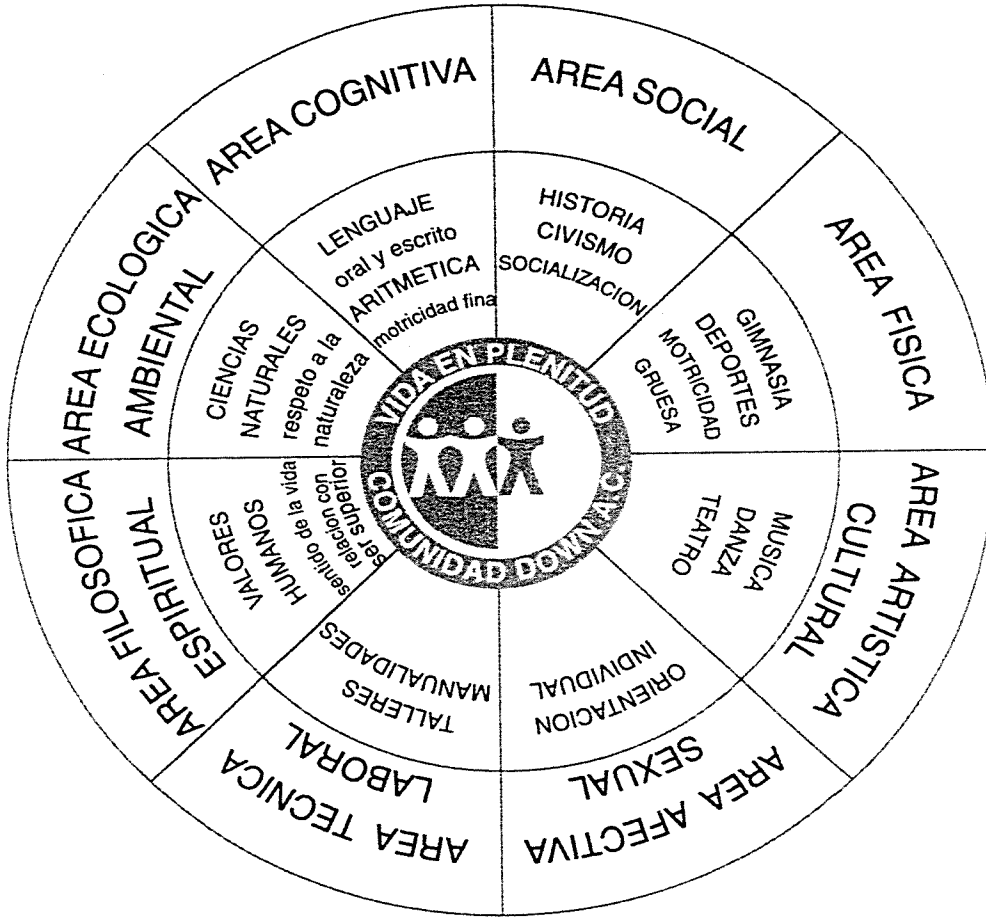 AREA COGNITIVA
LENGUAJE
oral y escrito
ARITMETICA
motricidad fina
AREA SOCIAL
HISTORIA
CIVISMO
SOCIALIZACION
AREA FISICA
GIMNASIA
DEPORTES
MOTRICIDAD
GRUESA
AREA ARTISTICA
CULTURAL
MUSICA
DANZA
TEATRO
AREA AFECTIVA
SEXUAL
ORIENTACION
INDIVIDUAL
AREA TECNICA
LABORAL
TALLERES
MANUALIDADES
AREA FILOSOFICA
ESPIRITUAL
VALORES
HUMANOS
sentido de la vida
relacion con
ser superior
AREA ECOLOGICA
AMBIENTAL
CIENCIAS
NATURALES
respeto a la
naturaleza
VIDA EN PLENITUD
COMUNIDAD DOWN A.C.